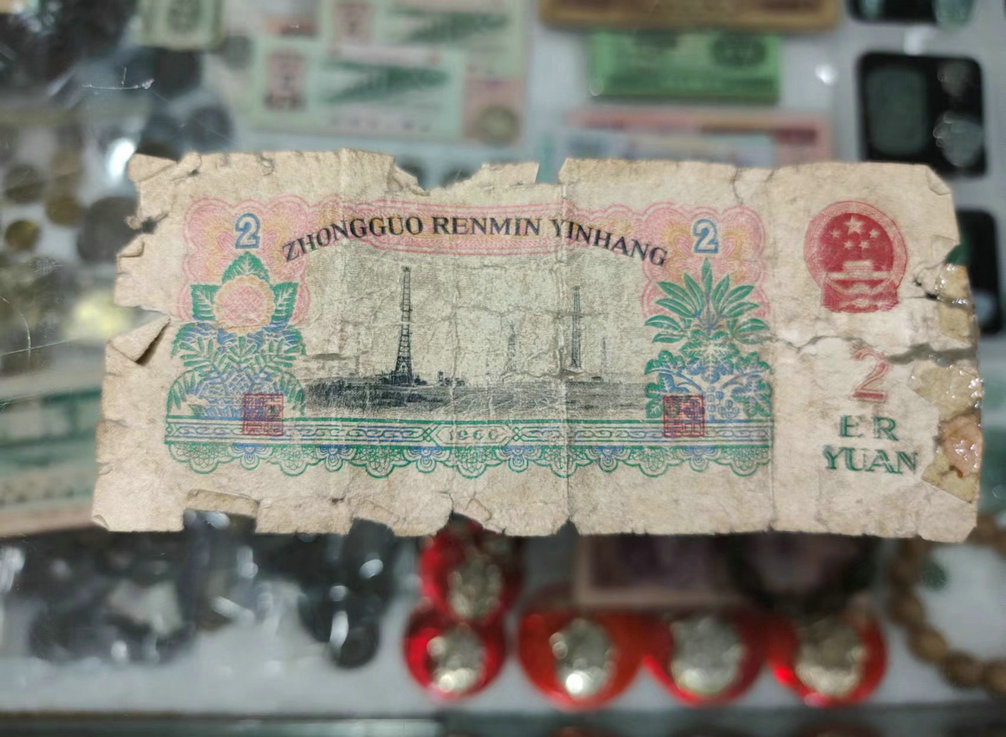 2
ZHONGGUO RENMIN YINHANG
2
2
1960
ER
YUAN